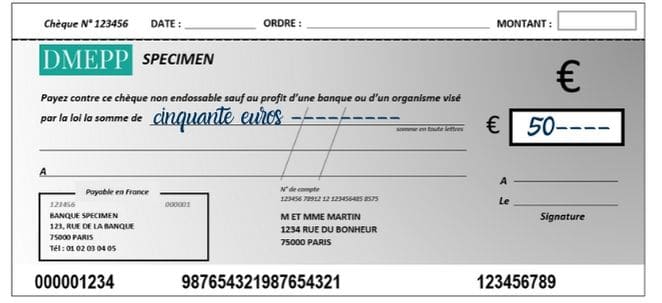 Chèque N° 123456 DATE : ORDRE : MONTANT :
DMEPP SPECIMEN
€
Payez contre ce chèque non endossable sauf au profit d'une banque ou d'un organisme visé
par la loi la somme de cinquante euros ----------
somme en toute lettres
€ 50----
A
A
Le
Signature
Payable en France
123456 000001
BANQUE SPECIMEN
123, RUE DE LA BANQUE
75000 PARIS
Tél : 01 02 03 04 05
N° de compte
123456 78912 12 123456485 8575
M ET MME MARTIN
1234 RUE DU BONHEUR
75000 PARIS
000001234 987654321987654321 123456789